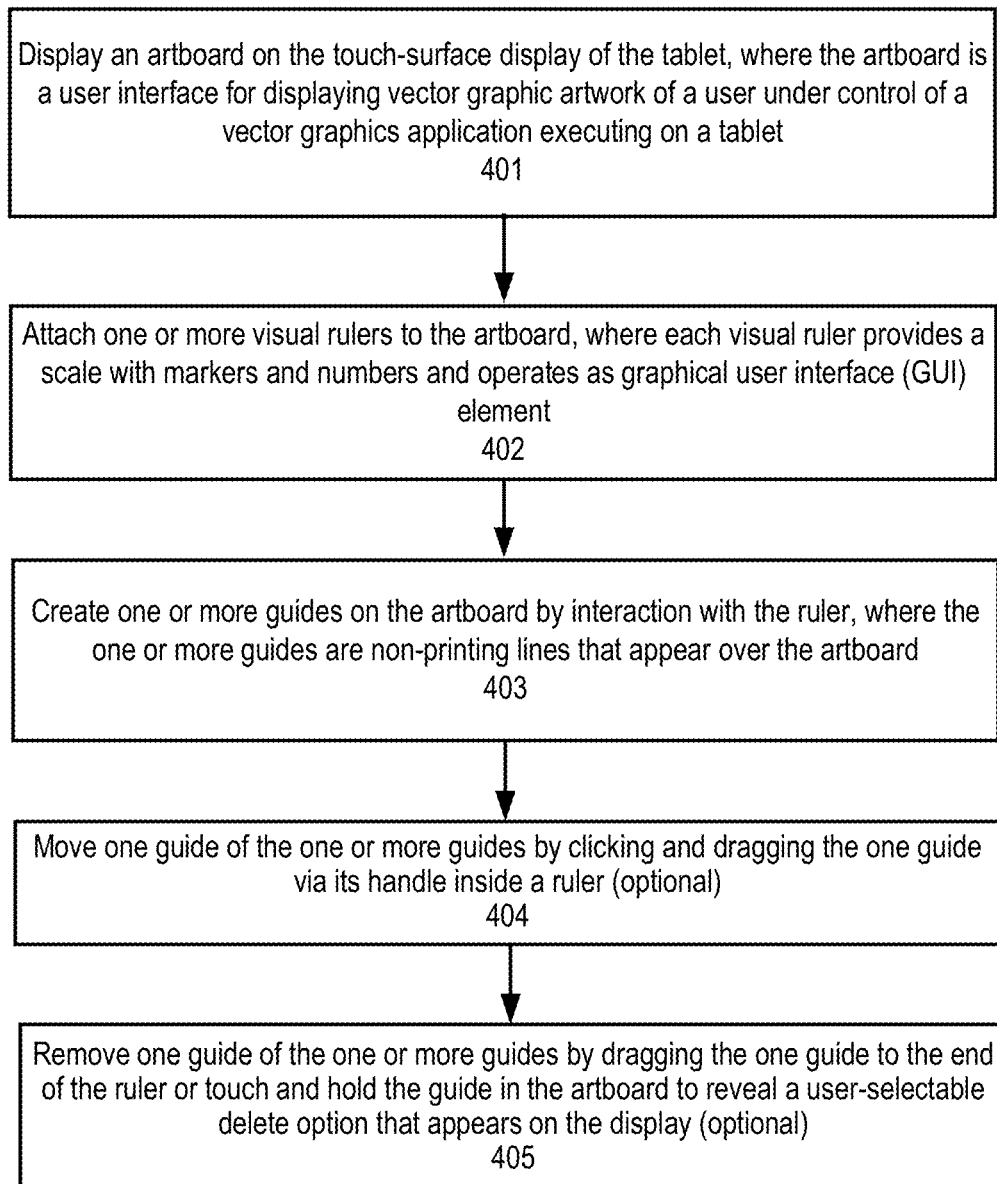 Display an artboard on the touch-surface display of the tablet, where the artboard is
a user interface for displaying vector graphic artwork of a user under control of a
vector graphics application executing on a tablet
401
Attach one or more visual rulers to the artboard, where each visual ruler provides a
scale with markers and numbers and operates as graphical user interface (GUI)
element
402
Create one or more guides on the artboard by interaction with the ruler, where the
one or more guides are non-printing lines that appear over the artboard
403
Move one guide of the one or more guides by clicking and dragging the one guide
via its handle inside a ruler (optional)
404
Remove one guide of the one or more guides by dragging the one guide to the end
of the ruler or touch and hold the guide in the artboard to reveal a user-selectable
delete option that appears on the display (optional)
405